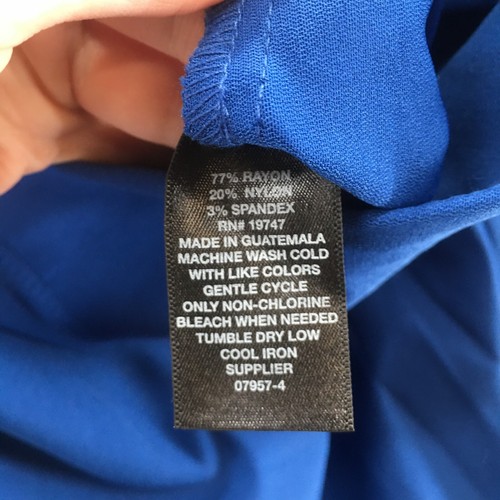 77% RAYON
20% NYLON
3% SPANDEX
RN# 19747
MADE IN GUATEMALA
MACHINE WASH COLD
WITH LIKE COLORS
GENTLE CYCLE
ONLY NON-CHLORINE
BLEACH WHEN NEEDED
TUMBLE DRY LOW
COOL IRON
SUPPLIER
07957-4